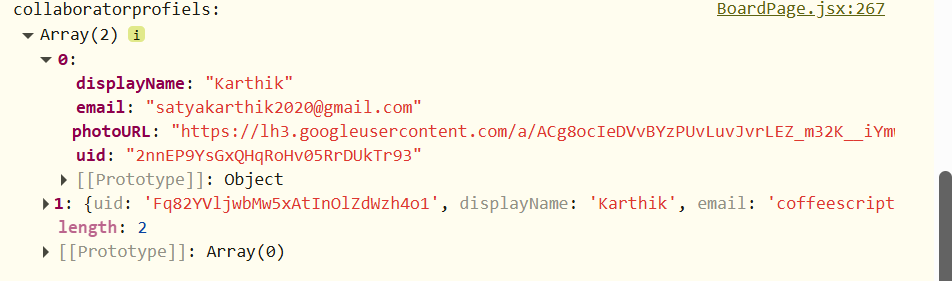 collaboratorprofiels: BoardPage.jsx:267
Array(2) i
0:
displayName: "Karthik"
email: "satyakarthik2020@gmail.com"
photoURL: "https://lh3.googleusercontent.com/a/ACg8ocIeDVvBYzPUvLuvJvrLEZ_m32K__iYm
uid: "2nnEP9YsGxQHqRoHv05RrDUkTr93"
[[Prototype]]: Object
1: {uid: 'Fq82YVljwbMw5xAtInOlZdWzh4o1', displayName: 'Karthik', email: 'coffeescript
length: 2
[[Prototype]]: Array(0)